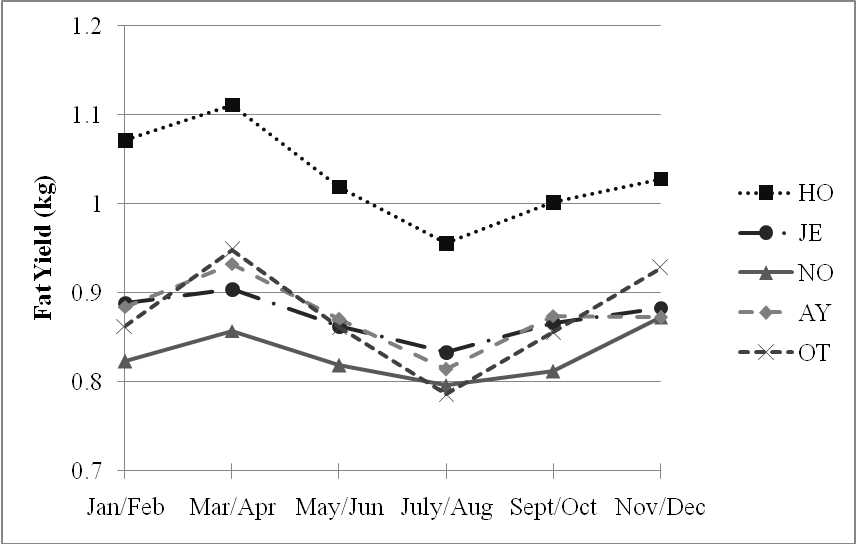 1.2
1.1
1
0.9
0.8
0.7
Fat Yield (kg)
Jan/Feb Mar/Apr May/Jun July/Aug Sept/Oct Nov/Dec
HO
JE
NO
AY
OT